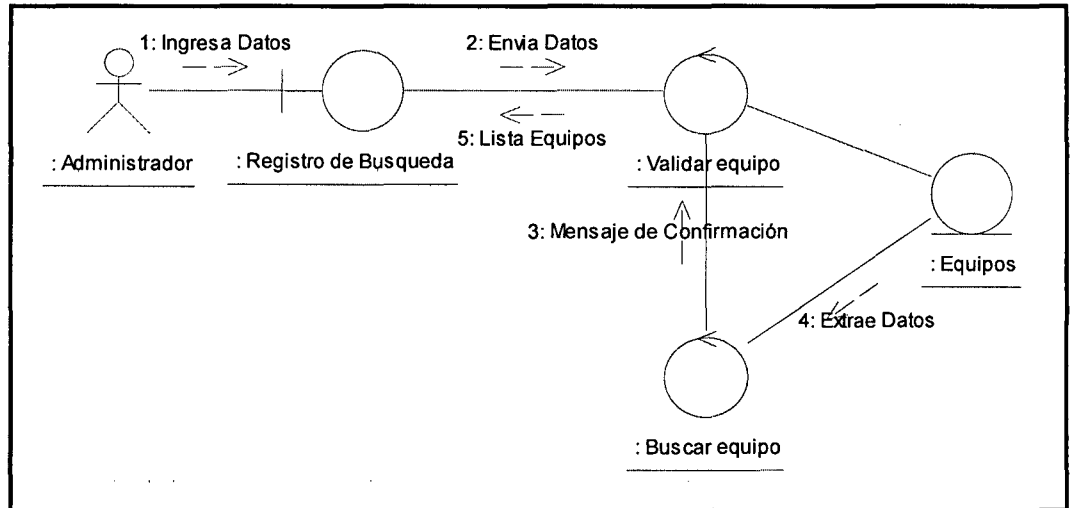 1: Ingresa Datos
2: Envia Datos
5: Lista Equipos
: Administrador
: Registro de Busqueda
: Validar equipo
3: Mensaje de Confirmación
: Equipos
4: Extrae Datos
: Buscar equipo